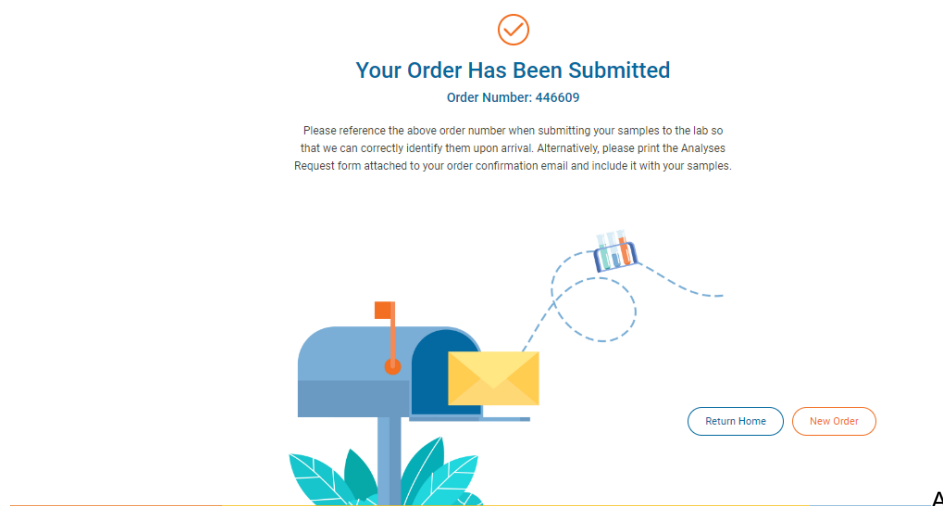 Your Order Has Been Submitted
Order Number: 446609
Please reference the above order number when submitting your samples to the lab so
that we can correctly identify them upon arrival. Alternatively, please print the Analyses
Request form attached to your order confirmation email and include it with your samples.
Return Home
New Order
A